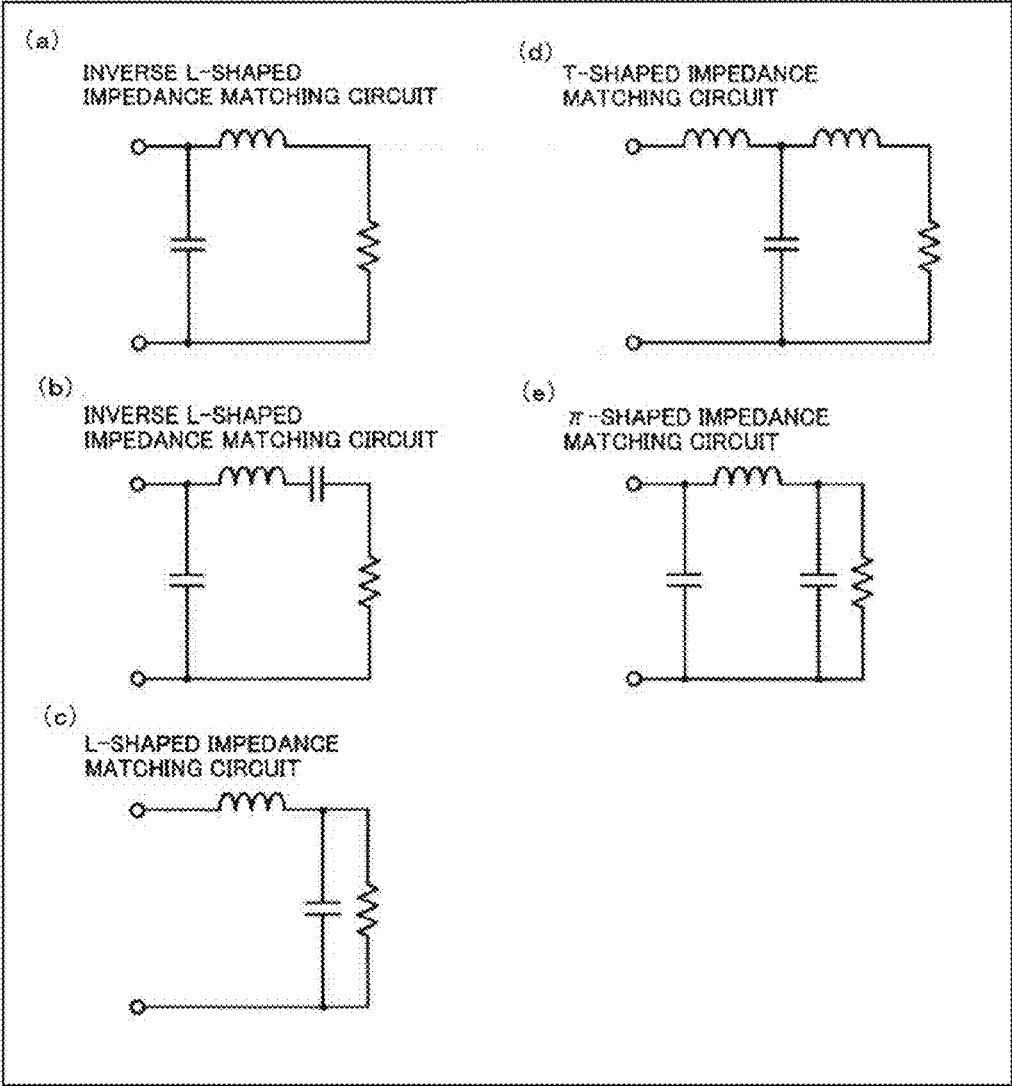 (a)
INVERSE L-SHAPED
IMPEDANCE MATCHING CIRCUIT
(b)
INVERSE L-SHAPED
IMPEDANCE MATCHING CIRCUIT
(c)
L-SHAPED IMPEDANCE
MATCHING CIRCUIT
(d)
T-SHAPED IMPEDANCE
MATCHING CIRCUIT
(e)
π-SHAPED IMPEDANCE
MATCHING CIRCUIT